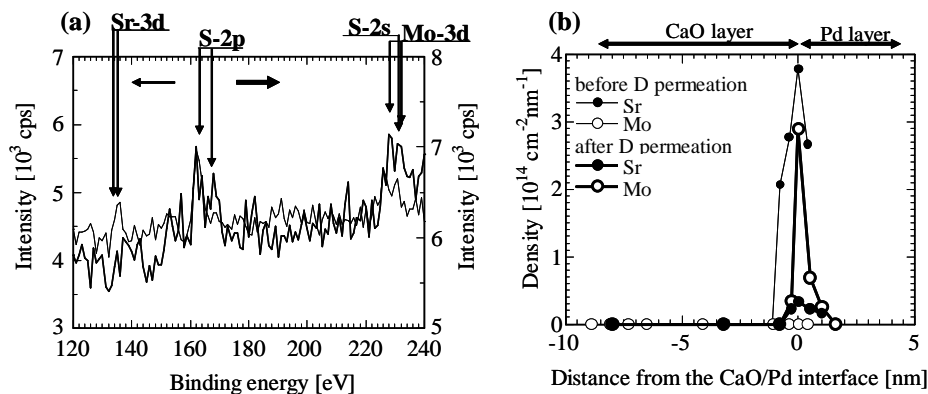 (a)
Sr-3d
S-2p
S-2s
Mo-3d
7
6
5
4
3
8
7
6
5
Intensity [10³ cps]
Intensity [10³ cps]
120 140 160 180 200 220 240
Binding energy [eV]
(b)
CaO layer
Pd layer
before D permeation
Sr
Mo
after D permeation
Sr
Mo
4
3
2
1
0
Density [10¹⁴ cm⁻²nm⁻¹]
-10 -5 0 5
Distance from the CaO/Pd interface [nm]